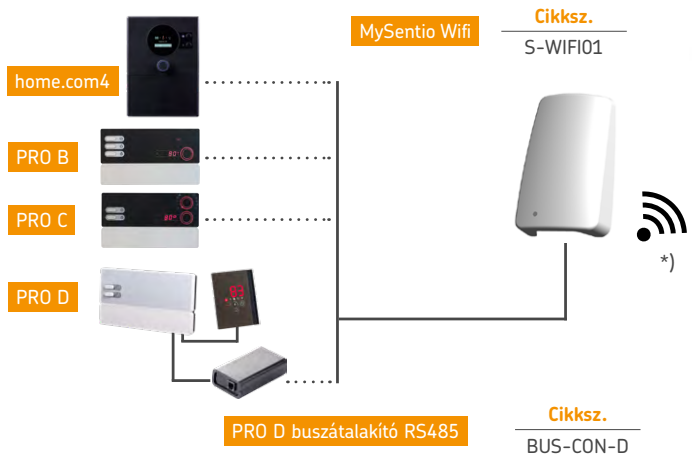 MySentio Wifi
Cikksz.
S-WIFI01
home.com4
PRO B
PRO C
PRO D
*)
PRO D buszátalakító RS485
Cikksz.
BUS-CON-D